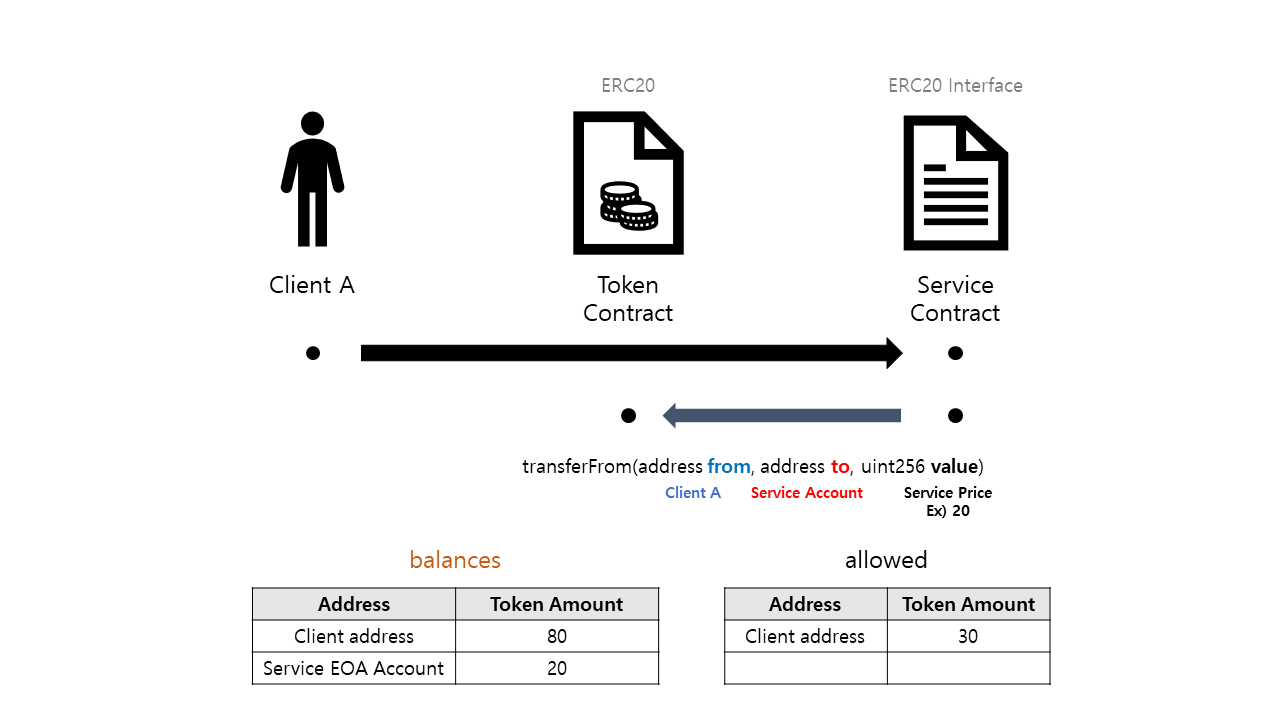 ERC20
ERC20 Interface
Client A
Token
Contract
Service
Contract
transferFrom(address from, address to, uint256 value)
Client A
Service Account
Service Price
Ex) 20
balances
Address Token Amount
Client address 80
Service EOA Account 20
allowed
Address Token Amount
Client address 30